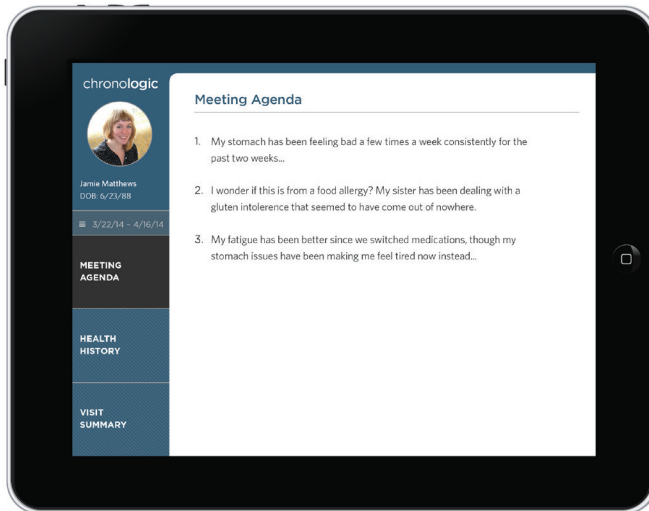 chronologic
Jamie Matthews
DOB: 6/23/88
3/22/14 – 4/16/14
MEETING
AGENDA
HEALTH
HISTORY
VISIT
SUMMARY
Meeting Agenda
1. My stomach has been feeling bad a few times a week consistently for the
past two weeks...
2. I wonder if this is from a food allergy? My sister has been dealing with a
gluten intolerence that seemed to have come out of nowhere.
3. My fatigue has been better since we switched medications, though my
stomach issues have been making me feel tired now instead...